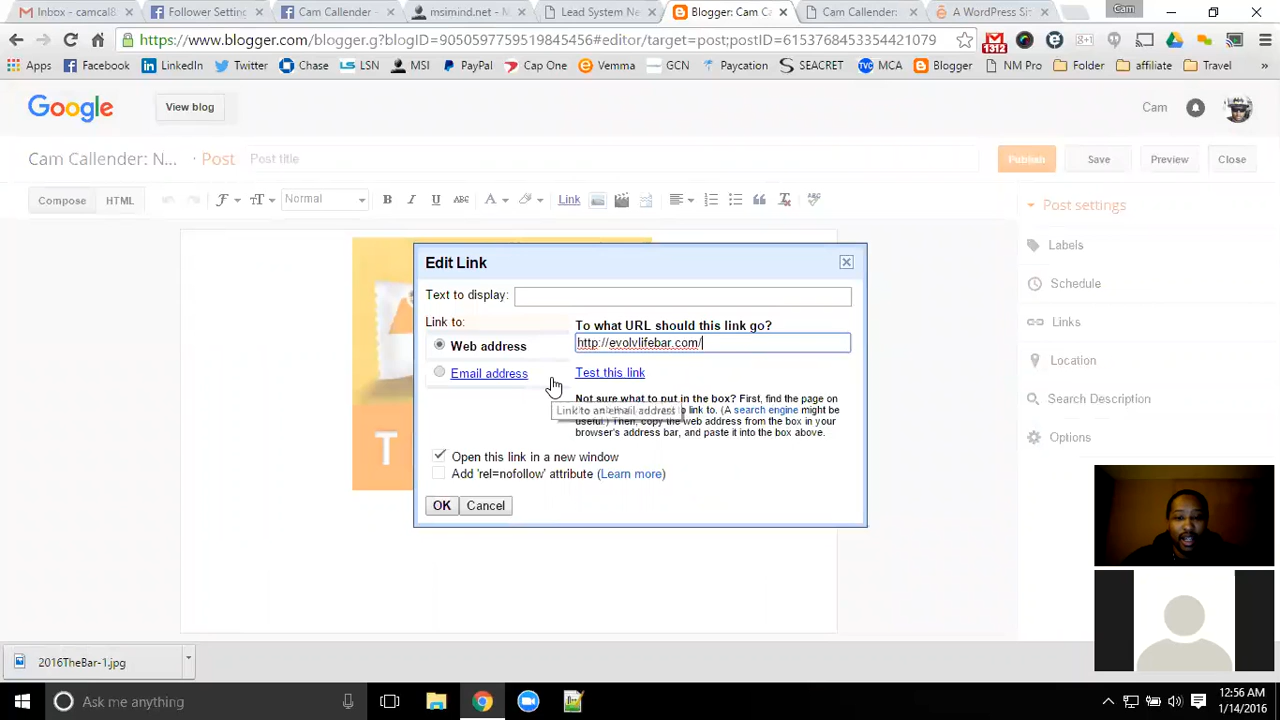 Inbox - camcal8
Follower Setting
Cam Callender
msimind.net - M
Lead System Ne
Blogger: Cam C
Cam Callender:
A WordPress Sit
Cam
https://www.blogger.com/blogger.g?blogID=9050597759519845456#editor/target=post;postID=6153768453354421079
1312
Apps
Facebook
LinkedIn
Twitter
Chase
LSN
MSI
PayPal
Cap One
Vemma
GCN
Paycation
SEACRET
MCA
Blogger
NM Pro
Folder
affiliate
Travel
Google
View blog
Cam
Cam Callender: N... · Post
Post title
Publish
Save
Preview
Close
Compose
HTML
Normal
B I U ABC
Link
Post settings
Labels
Schedule
Links
Location
Search Description
Options
T
Edit Link
Text to display:
Link to:
To what URL should this link go?
Web address
http://evolvlifebar.com/
Email address
Test this link
Not sure what to put in the box? First, find the page on
Link to an email address
link to. (A search engine might be
useful.) Then, copy the web address from the box in your
browser's address bar, and paste it into the box above.
Open this link in a new window
Add 'rel=nofollow' attribute (Learn more)
OK
Cancel
2016TheBar-1.jpg
Ask me anything
12:56 AM
1/14/2016